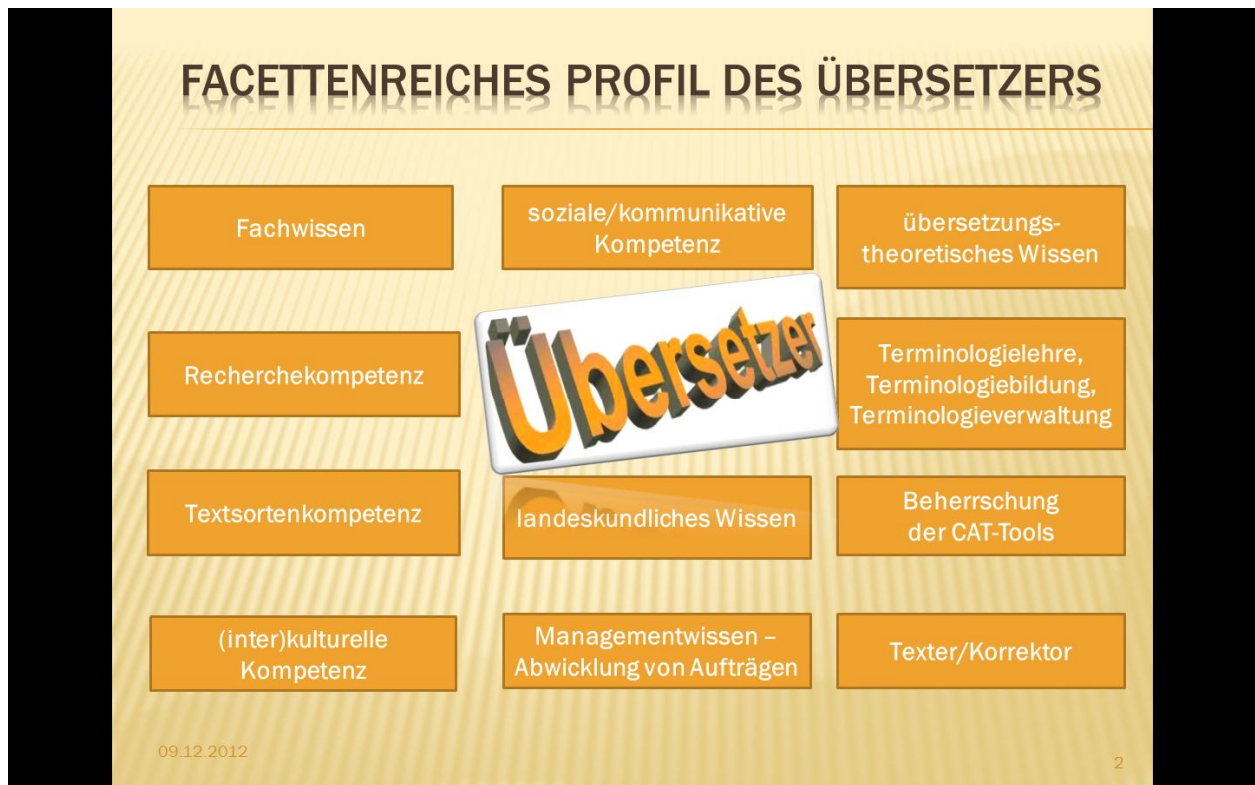 FACETTENREICHES PROFIL DES ÜBERSETZERS
Fachwissen
soziale/kommunikative
Kompetenz
übersetzungs-
theoretisches Wissen
Recherchekompetenz
Übersetzer
Terminologielehre,
Terminologiebildung,
Terminologieverwaltung
Textsortenkompetenz
landeskundliches Wissen
Beherrschung
der CAT-Tools
(inter)kulturelle
Kompetenz
Managementwissen –
Abwicklung von Aufträgen
Texter/Korrektor
09.12.2012
2